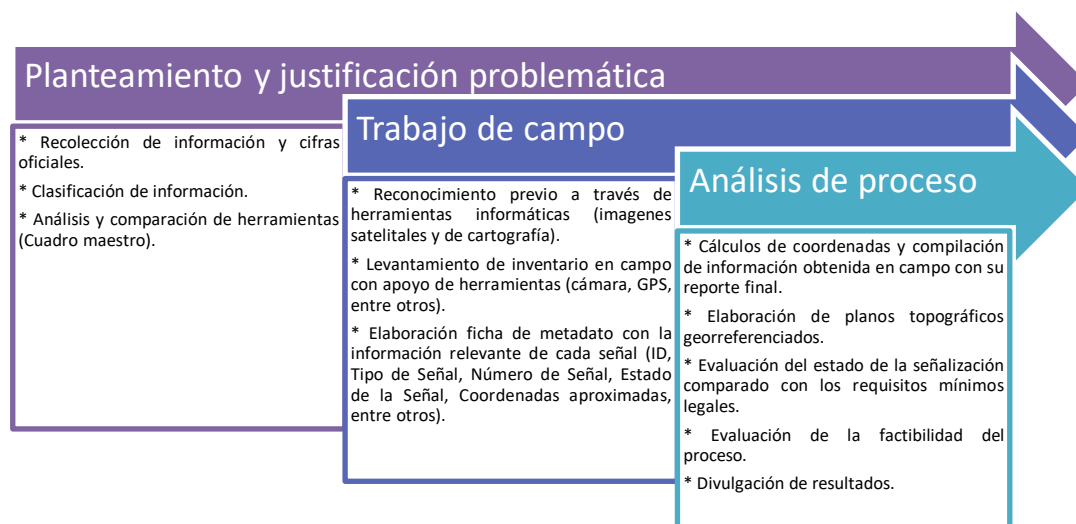 Planteamiento y justificación problemática
* Recolección de información y cifras
oficiales.
* Clasificación de información.
* Análisis y comparación de herramientas
(Cuadro maestro).
Trabajo de campo
* Reconocimiento previo a través de
herramientas informáticas (imagenes
satelitales y de cartografía).
* Levantamiento de inventario en campo
con apoyo de herramientas (cámara, GPS,
entre otros).
* Elaboración ficha de metadato con la
información relevante de cada señal (ID,
Tipo de Señal, Número de Señal, Estado
de la Señal, Coordenadas aproximadas,
entre otros).
Análisis de proceso
* Cálculos de coordenadas y compilación
de información obtenida en campo con su
reporte final.
* Elaboración de planos topográficos
georreferenciados.
* Evaluación del estado de la señalización
comparado con los requisitos mínimos
legales.
* Evaluación de la factibilidad del
proceso.
* Divulgación de resultados.